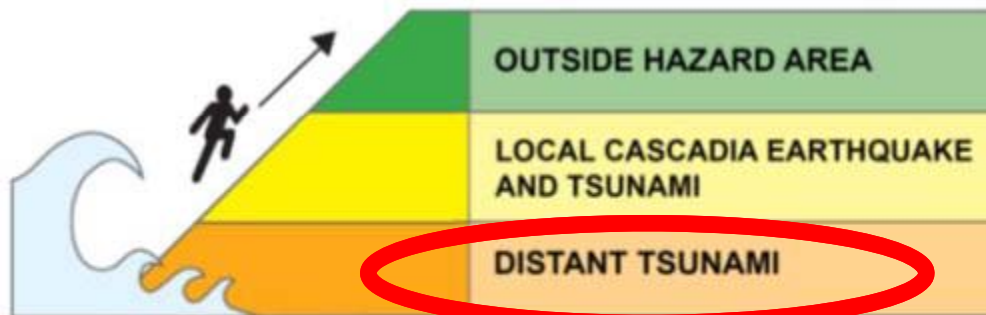 OUTSIDE HAZARD AREA
LOCAL CASCADIA EARTHQUAKE
AND TSUNAMI
DISTANT TSUNAMI